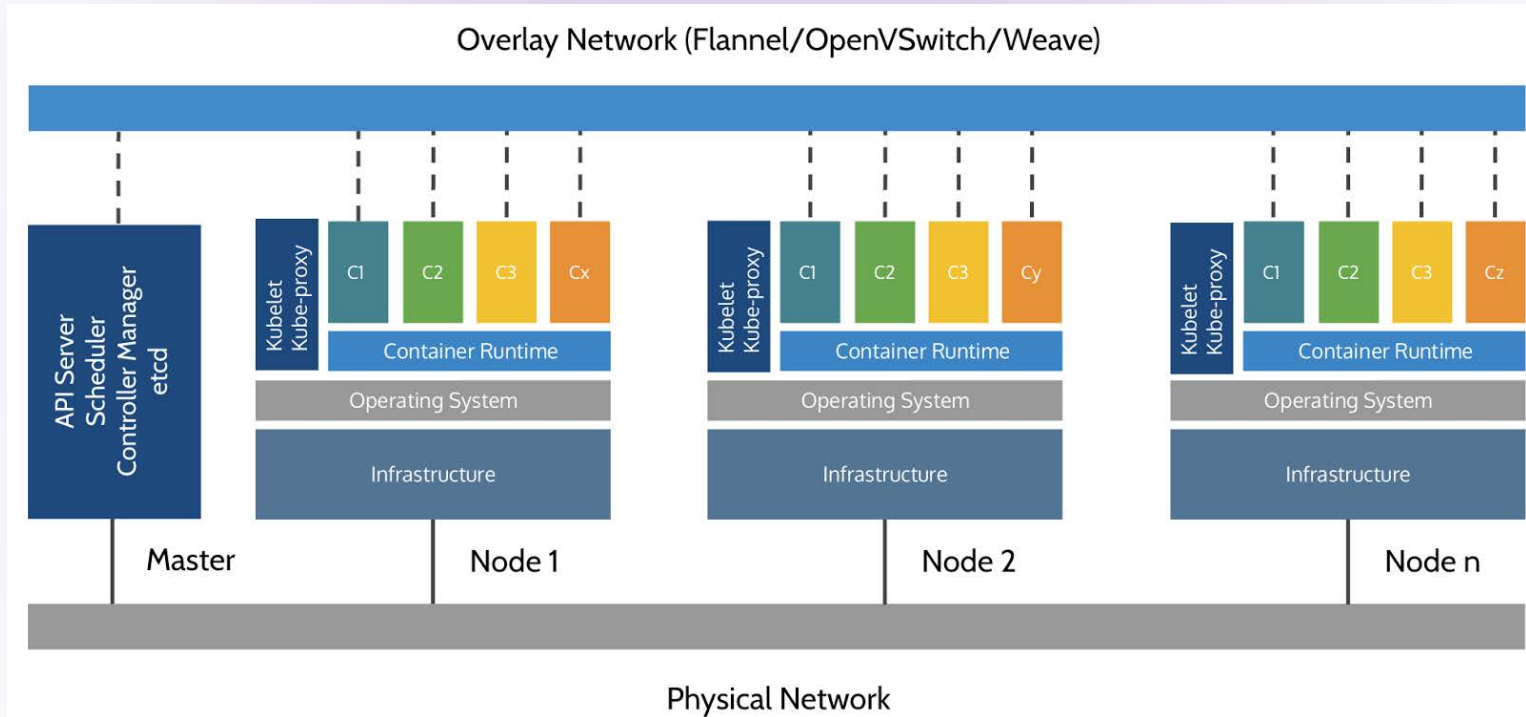 Overlay Network (Flannel/OpenVSwitch/Weave)
API Server
Scheduler
Controller Manager
etcd
Master
Kubelet
Kube-proxy
C1
C2
C3
Cx
Container Runtime
Operating System
Infrastructure
Node 1
Kubelet
Kube-proxy
C1
C2
C3
Cy
Container Runtime
Operating System
Infrastructure
Node 2
Kubelet
Kube-proxy
C1
C2
C3
Cz
Container Runtime
Operating System
Infrastructure
Node n
Physical Network